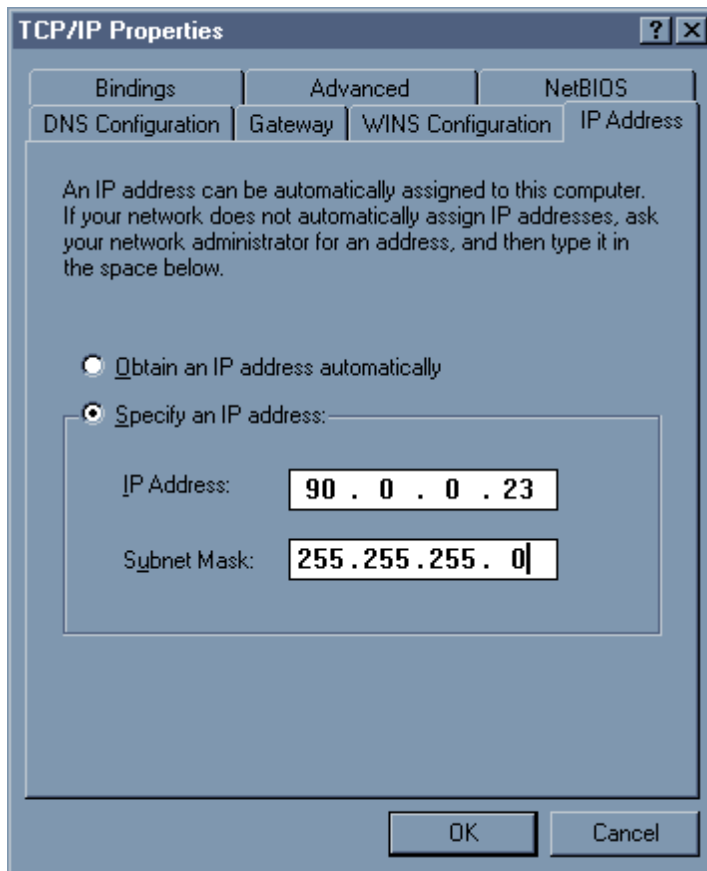 TCP/IP Properties
?
Bindings
Advanced
NetBIOS
DNS Configuration
Gateway
WINS Configuration
IP Address
An IP address can be automatically assigned to this computer.
If your network does not automatically assign IP addresses, ask
your network administrator for an address, and then type it in
the space below.
Obtain an IP address automatically
Specify an IP address:
IP Address:
90 . 0 . 0 . 23
Subnet Mask:
255.255.255. 0
OK
Cancel